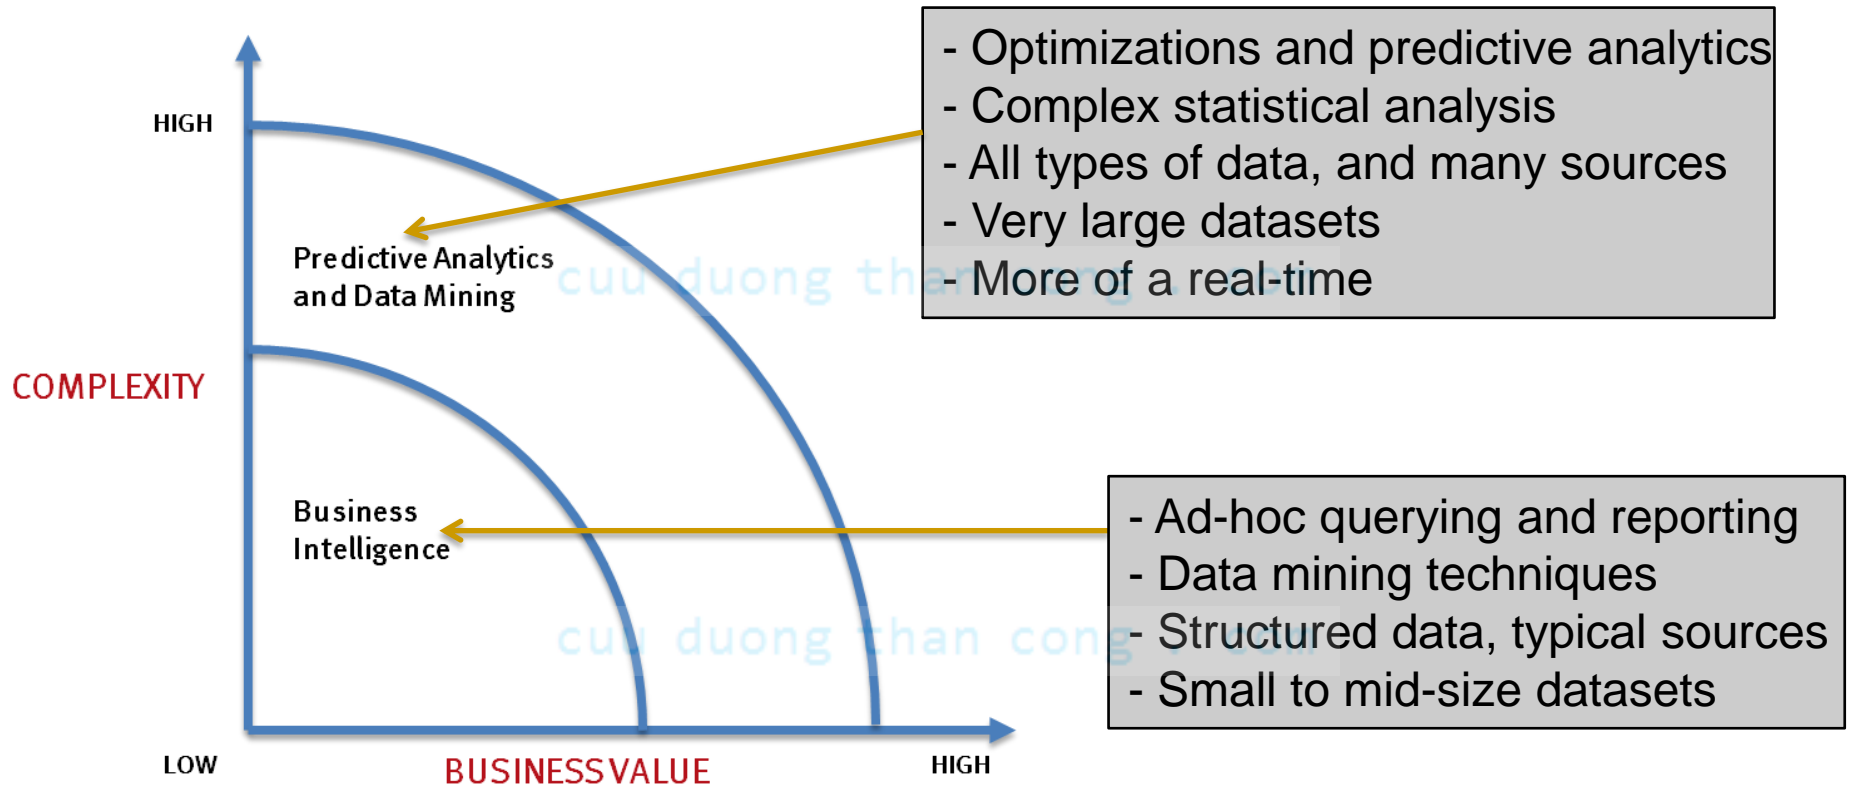 - Optimizations and predictive analytics
- Complex statistical analysis
- All types of data, and many sources
- Very large datasets
- More of a real-time
HIGH
Predictive Analytics
and Data Mining
cuu duong than cong . com
COMPLEXITY
Business
Intelligence
- Ad-hoc querying and reporting
- Data mining techniques
- Structured data, typical sources
- Small to mid-size datasets
cuu duong than cong . com
LOW
BUSINESS VALUE
HIGH